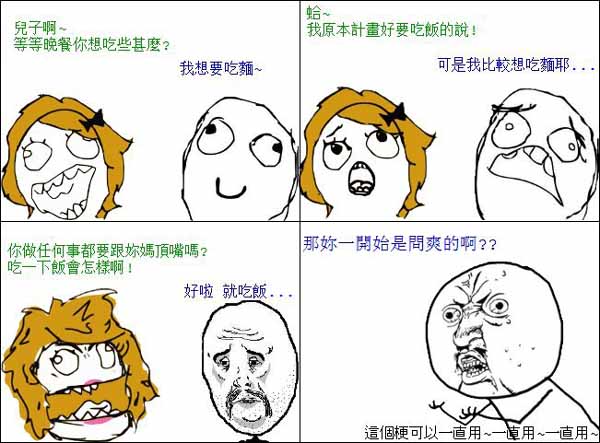 兒子啊~
等等晚餐你想吃些甚麼?
我想要吃麵~
蛤~
我原本計畫好要吃飯的說!
可是我比較想吃麵耶...
你做任何事都要跟妳媽頂嘴嗎?
吃一下飯會怎樣啊!
好啦 就吃飯...
那妳一開始是問爽的啊??
這個梗可以一直用~一直用~一直用~